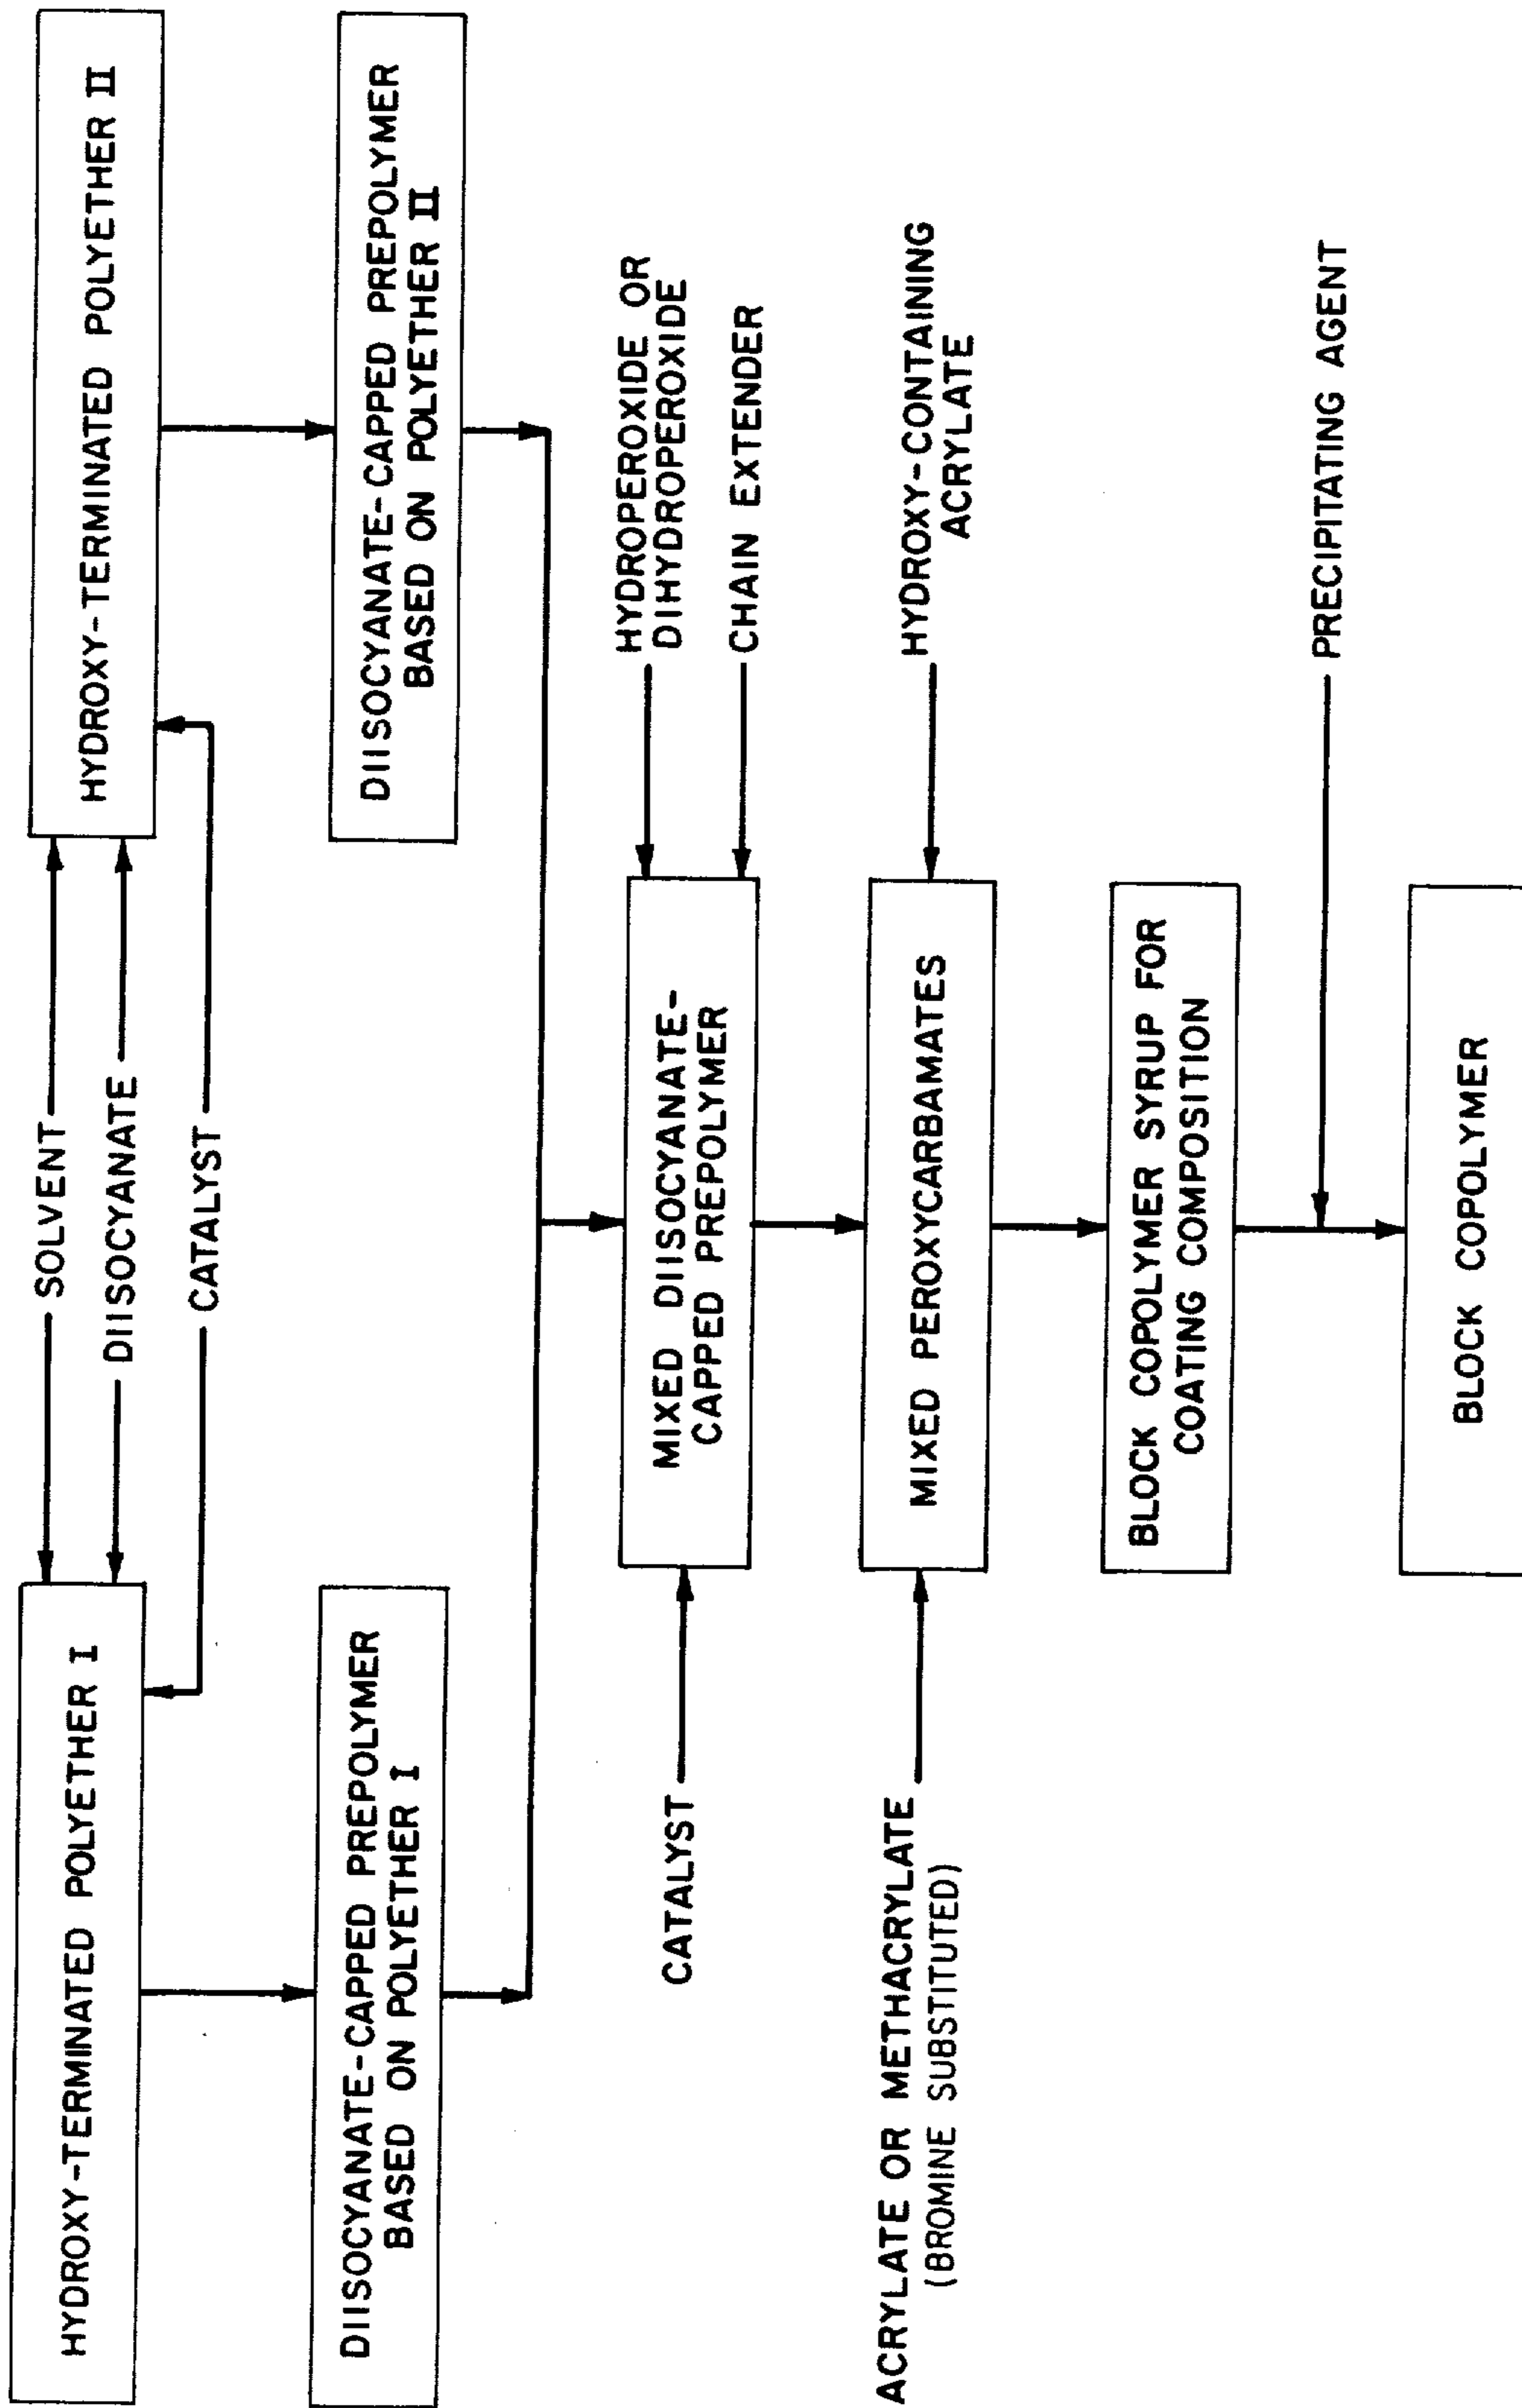 HYDROXY-TERMINATED POLYETHER I
SOLVENT
DIISOCYANATE
CATALYST
HYDROXY-TERMINATED POLYETHER II
DIISOCYANATE-CAPPED PREPOLYMER
BASED ON POLYETHER I
DIISOCYANATE-CAPPED PREPOLYMER
BASED ON POLYETHER II
CATALYST
MIXED DIISOCYANATE-
CAPPED PREPOLYMER
HYDROPEROXIDE OR
DIHYDROPEROXIDE
CHAIN EXTENDER
ACRYLATE OR METHACRYLATE
(BROMINE SUBSTITUTED)
MIXED PEROXYCARBAMATES
HYDROXY-CONTAINING
ACRYLATE
BLOCK COPOLYMER SYRUP FOR
COATING COMPOSITION
PRECIPITATING AGENT
BLOCK COPOLYMER